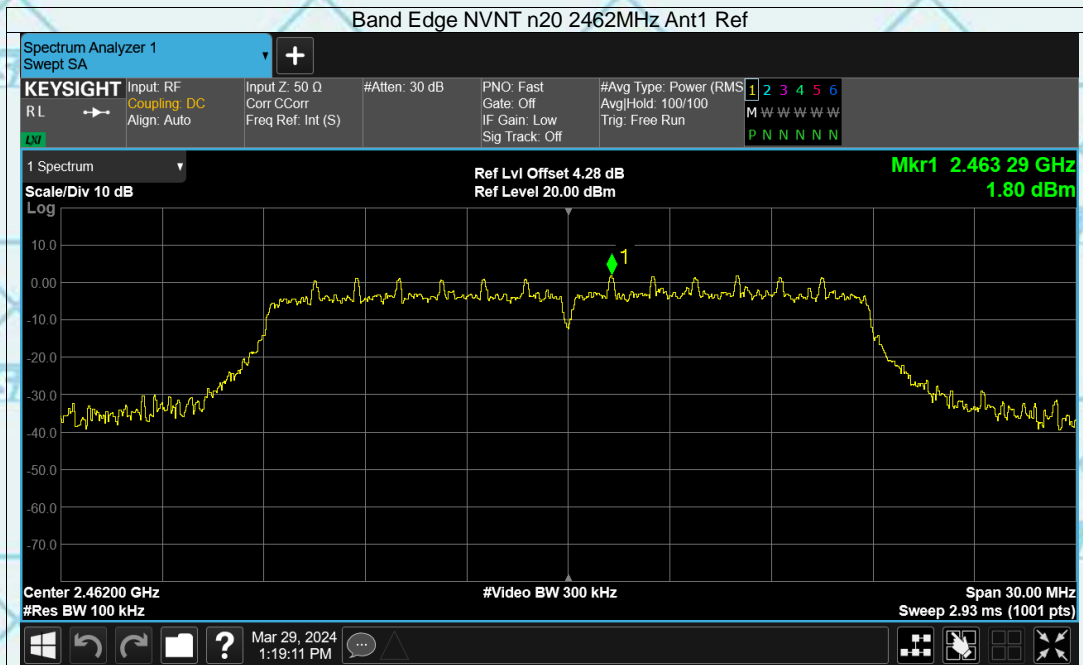 Band Edge NVNT n20 2462MHz Ant1 Ref
Spectrum Analyzer 1
Swept SA
KEYSIGHT
R L
LXI
Input: RF
Coupling: DC
Align: Auto
Input Z: 50 Ω
Corr CCorr
Freq Ref: Int (S)
#Atten: 30 dB
PNO: Fast
Gate: Off
IF Gain: Low
Sig Track: Off
#Avg Type: Power (RMS
Avg|Hold: 100/100
Trig: Free Run
1 2 3 4 5 6
M W W W W W
P N N N N N
1 Spectrum
Scale/Div 10 dB
Log
Ref Lvl Offset 4.28 dB
Ref Level 20.00 dBm
Mkr1 2.463 29 GHz
1.80 dBm
10.0
0.00
-10.0
-20.0
-30.0
-40.0
-50.0
-60.0
-70.0
1
Center 2.46200 GHz
#Res BW 100 kHz
#Video BW 300 kHz
Span 30.00 MHz
Sweep 2.93 ms (1001 pts)
?
Mar 29, 2024
1:19:11 PM